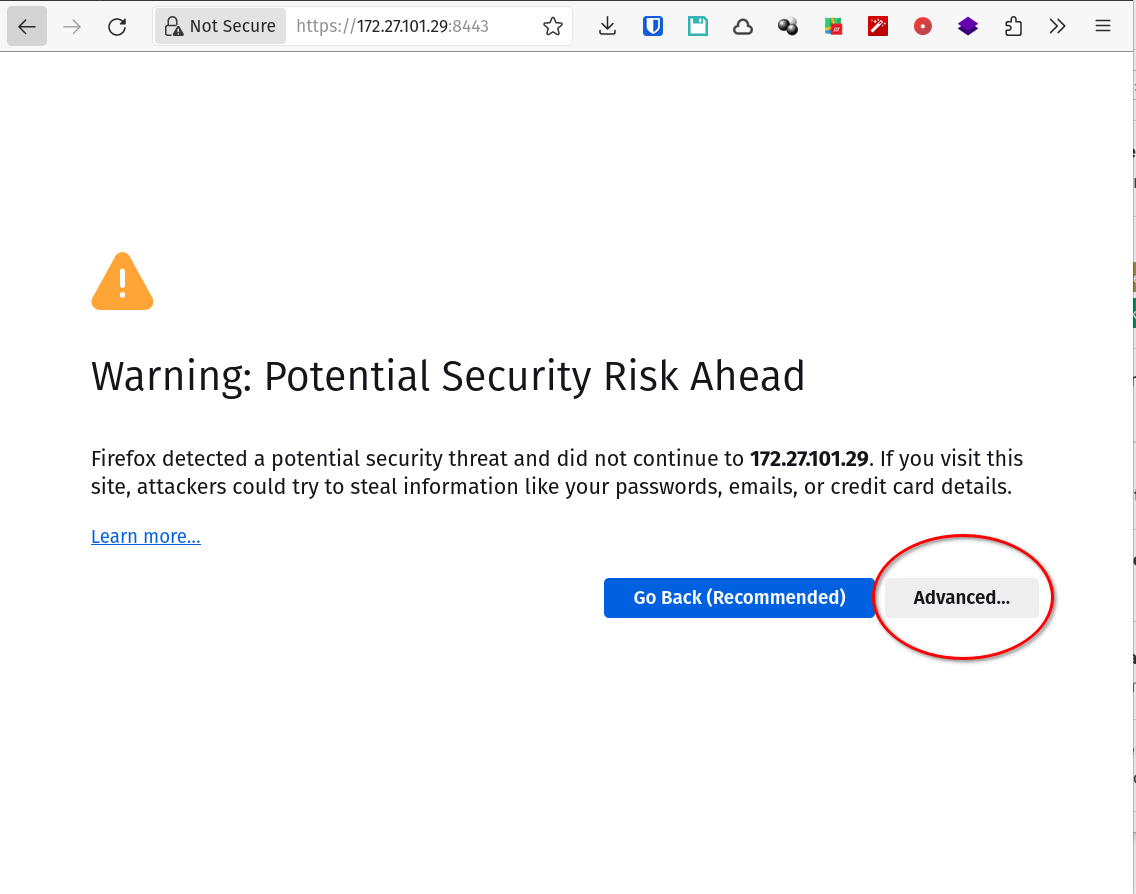 Not Secure https://172.27.101.29:8443
Warning: Potential Security Risk Ahead
Firefox detected a potential security threat and did not continue to 172.27.101.29. If you visit this
site, attackers could try to steal information like your passwords, emails, or credit card details.
Learn more…
Go Back (Recommended) Advanced…